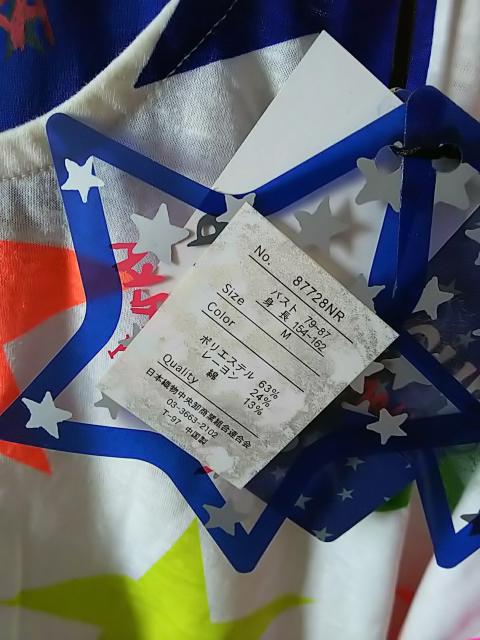 No. 87728NR
バスト 79-87
身長 154-162
Size M
Color
ポリエステル 63%
レーヨン 24%
綿 13%
Quality
日本織物中央卸商業組合連合会
03-3663-2102
T-97 中国製